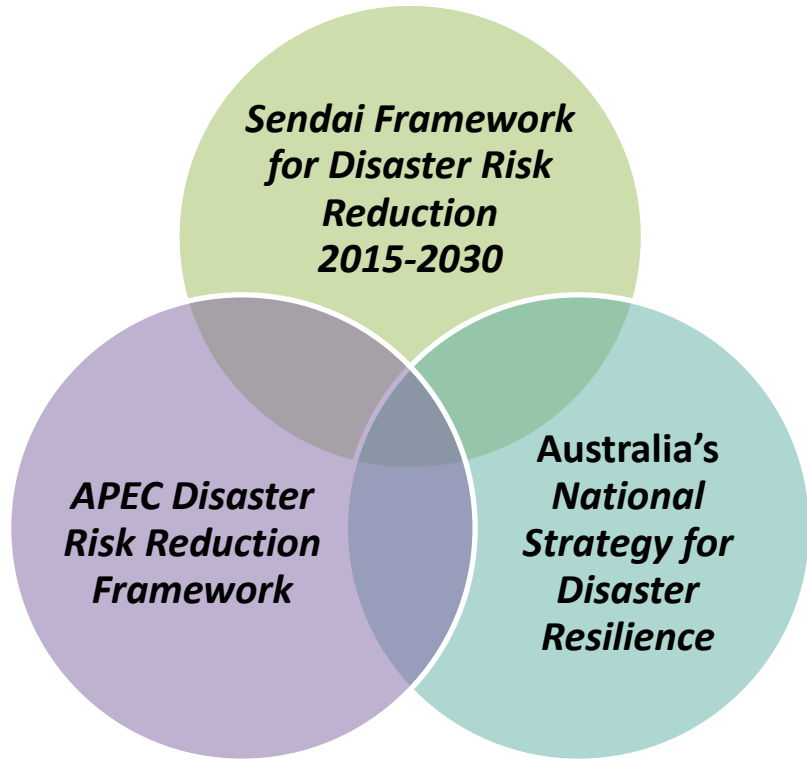 Sendai Framework
for Disaster Risk
Reduction
2015-2030
APEC Disaster
Risk Reduction
Framework
Australia’s
National
Strategy for
Disaster
Resilience